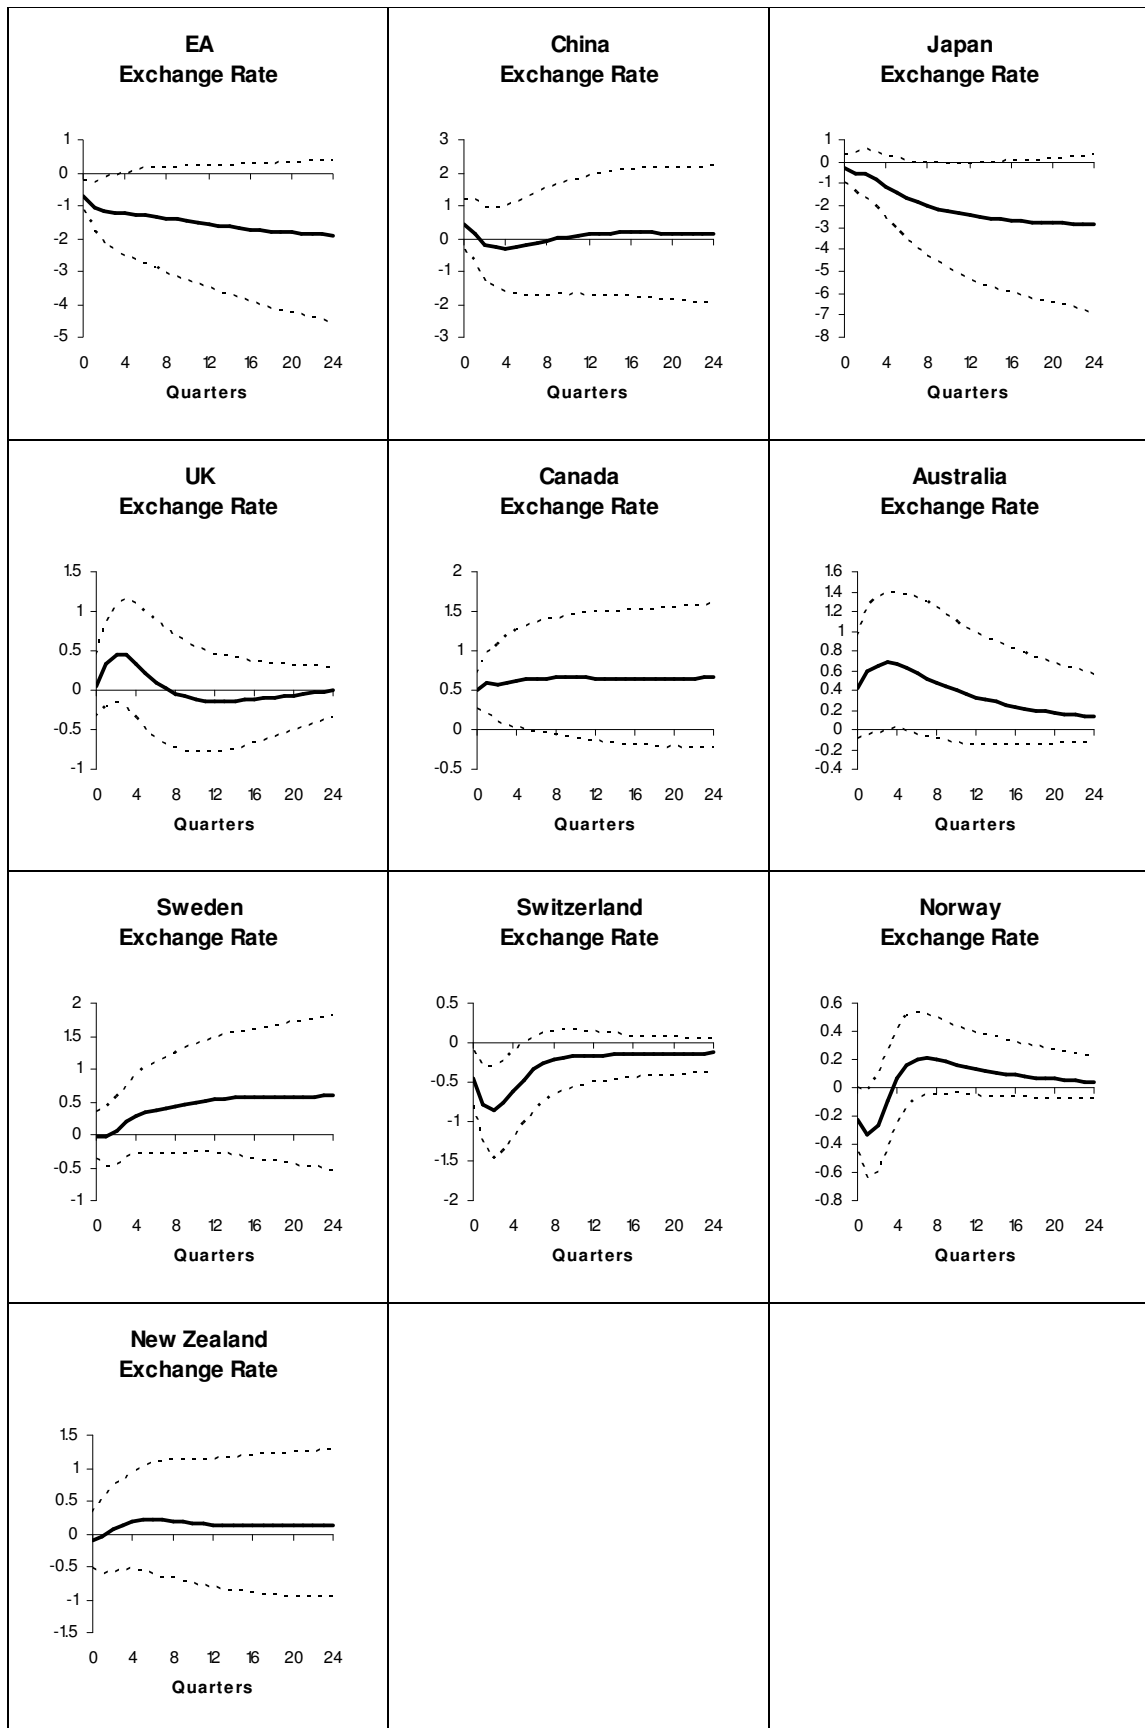 EA
Exchange Rate
1
0
-1
-2
-3
-4
-5
0 4 8 12 16 20 24
Quarters
China
Exchange Rate
3
2
1
0
-1
-2
-3
0 4 8 12 16 20 24
Quarters
Japan
Exchange Rate
1
0
-1
-2
-3
-4
-5
-6
-7
-8
0 4 8 12 16 20 24
Quarters
UK
Exchange Rate
1.5
1
0.5
0
-0.5
-1
0 4 8 12 16 20 24
Quarters
Canada
Exchange Rate
2
1.5
1
0.5
0
-0.5
0 4 8 12 16 20 24
Quarters
Australia
Exchange Rate
1.6
1.4
1.2
1
0.8
0.6
0.4
0.2
0
-0.2
-0.4
0 4 8 12 16 20 24
Quarters
Sweden
Exchange Rate
2
1.5
1
0.5
0
-0.5
-1
0 4 8 12 16 20 24
Quarters
Switzerland
Exchange Rate
0.5
0
-0.5
-1
-1.5
-2
0 4 8 12 16 20 24
Quarters
Norway
Exchange Rate
0.6
0.4
0.2
0
-0.2
-0.4
-0.6
-0.8
0 4 8 12 16 20 24
Quarters
New Zealand
Exchange Rate
1.5
1
0.5
0
-0.5
-1
-1.5
0 4 8 12 16 20 24
Quarters